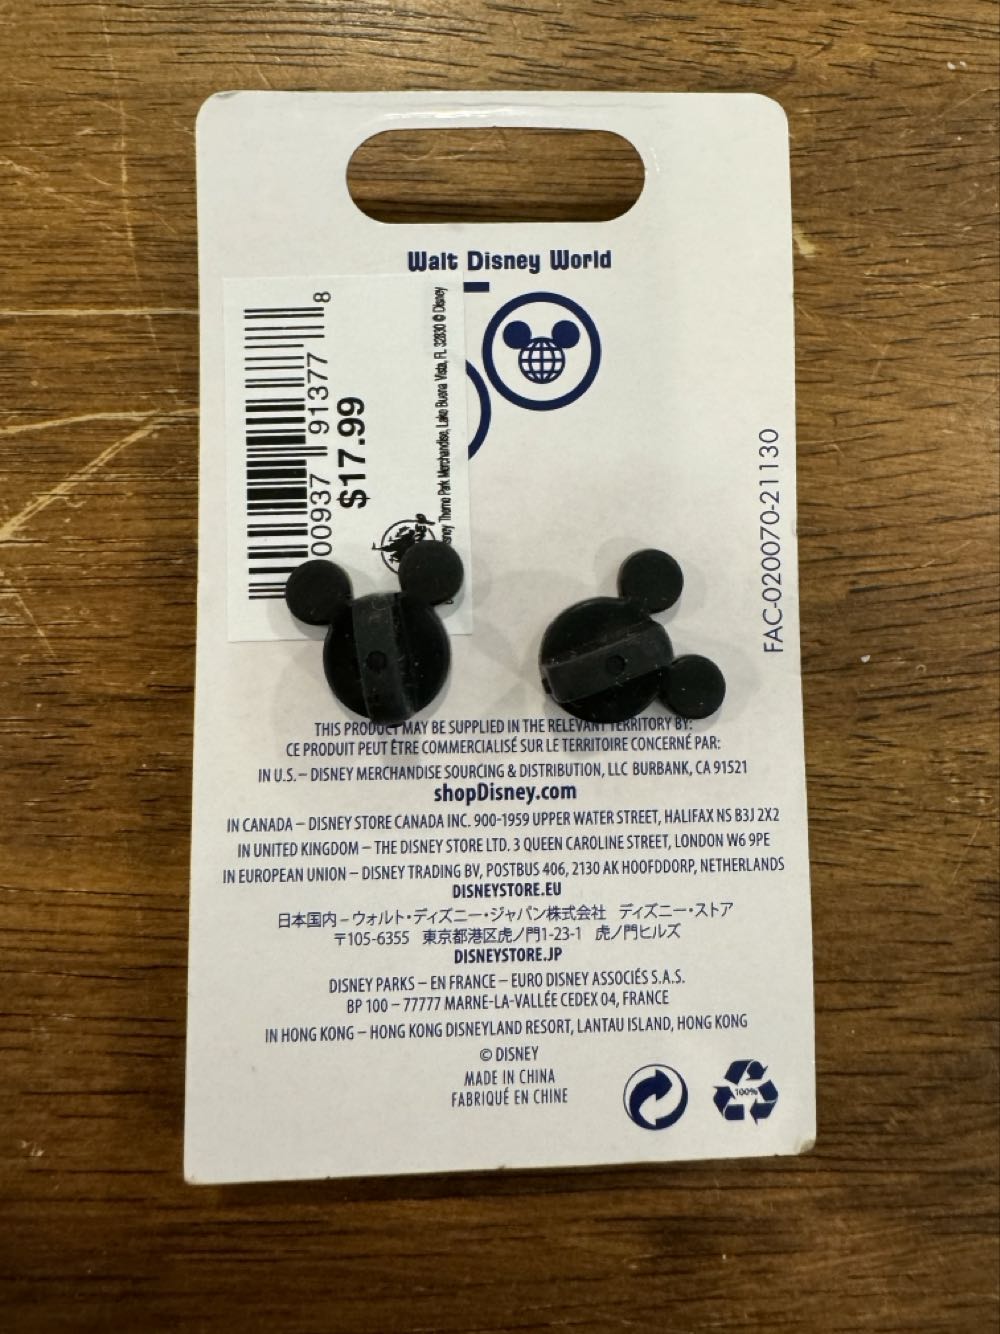 Walt Disney World
00937 91377 8
$17.99
Theme Park Merchandise, Lake Buena Vista, FL 32830 © Disney
FAC-020070-21130
THIS PRODUCT MAY BE SUPPLIED IN THE RELEVANT TERRITORY BY:
CE PRODUIT PEUT ÊTRE COMMERCIALISÉ SUR LE TERRITOIRE CONCERNÉ PAR:
IN U.S. – DISNEY MERCHANDISE SOURCING & DISTRIBUTION, LLC BURBANK, CA 91521
shopDisney.com
IN CANADA – DISNEY STORE CANADA INC. 900-1959 UPPER WATER STREET, HALIFAX NS B3J 2X2
IN UNITED KINGDOM – THE DISNEY STORE LTD. 3 QUEEN CAROLINE STREET, LONDON W6 9PE
IN EUROPEAN UNION – DISNEY TRADING BV, POSTBUS 406, 2130 AK HOOFDDORP, NETHERLANDS
DISNEYSTORE.EU
日本国内 – ウォルト・ディズニー・ジャパン株式会社 ディズニー・ストア
〒105-6355 東京都港区虎ノ門1-23-1 虎ノ門ヒルズ
DISNEYSTORE.JP
DISNEY PARKS – EN FRANCE – EURO DISNEY ASSOCIÉS S.A.S.
BP 100 – 77777 MARNE-LA-VALLÉE CEDEX 04, FRANCE
IN HONG KONG – HONG KONG DISNEYLAND RESORT, LANTAU ISLAND, HONG KONG
© DISNEY
MADE IN CHINA
FABRIQUÉ EN CHINE
100%